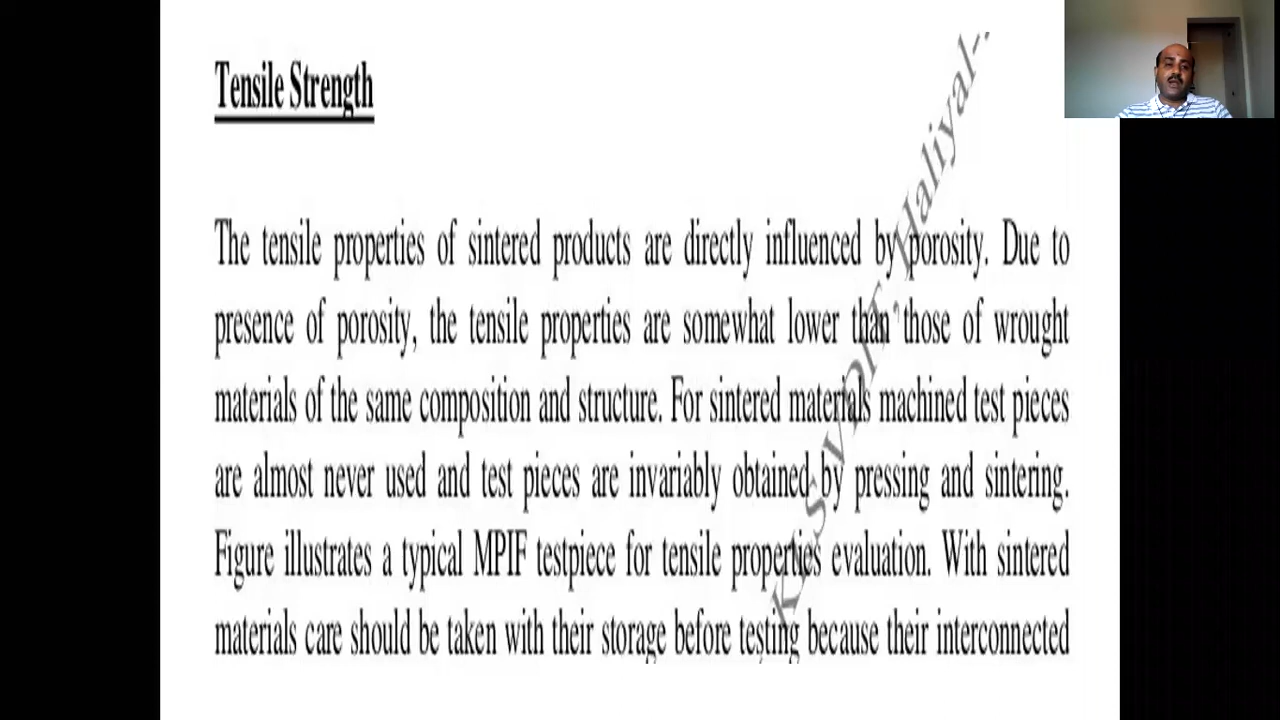 Tensile Strength
The tensile properties of sintered products are directly influenced by porosity. Due to
presence of porosity, the tensile properties are somewhat lower than those of wrought
materials of the same composition and structure. For sintered materials machined test pieces
are almost never used and test pieces are invariably obtained by pressing and sintering.
Figure illustrates a typical MPIF testpiece for tensile properties evaluation. With sintered
materials care should be taken with their storage before testing because their interconnected
Haliyal-